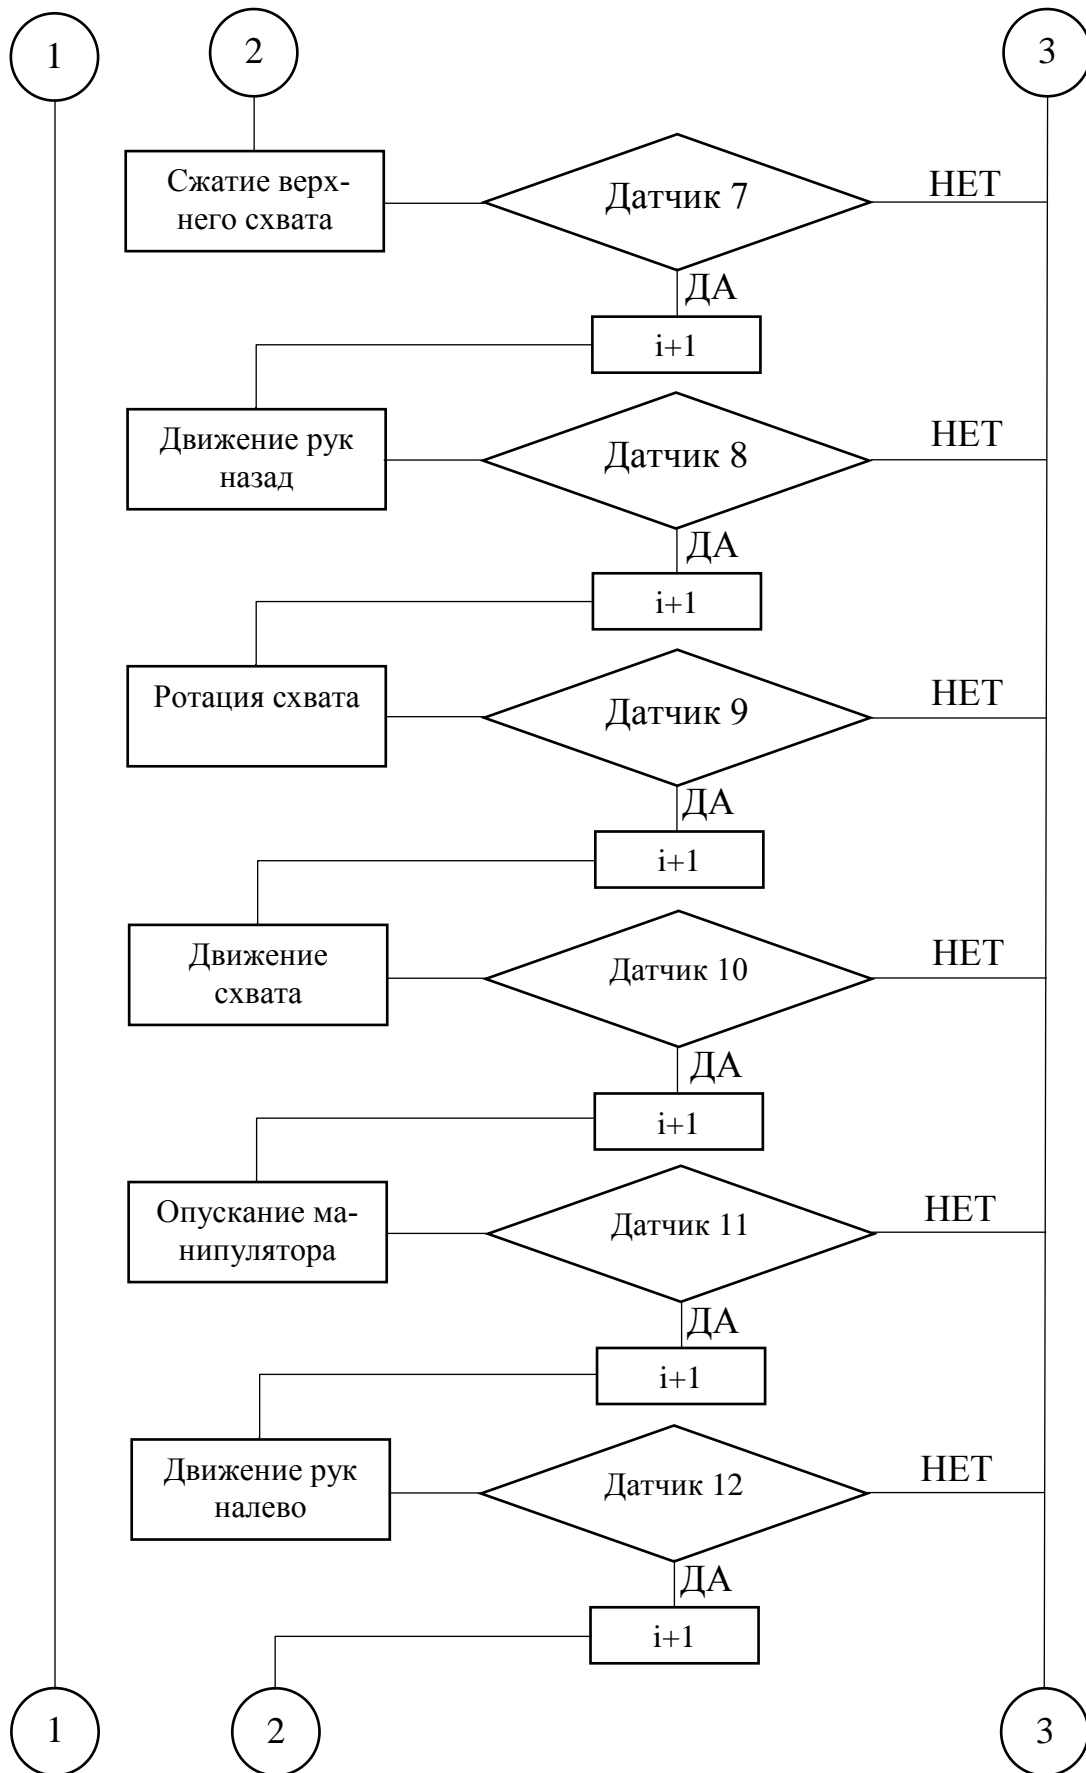 1
2
3
Сжатие верх-
него схвата
Датчик 7
НЕТ
ДА
i+1
Движение рук
назад
Датчик 8
НЕТ
ДА
i+1
Ротация схвата
Датчик 9
НЕТ
ДА
i+1
Движение
схвата
Датчик 10
НЕТ
ДА
i+1
Опускание ма-
нипулятора
Датчик 11
НЕТ
ДА
i+1
Движение рук
налево
Датчик 12
НЕТ
ДА
i+1
1
2
3